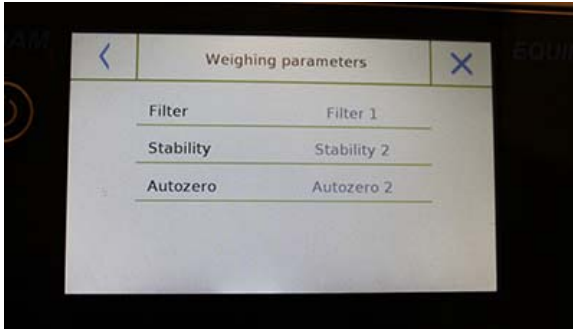 Weighing parameters
Filter Filter 1
Stability Stability 2
Autozero Autozero 2